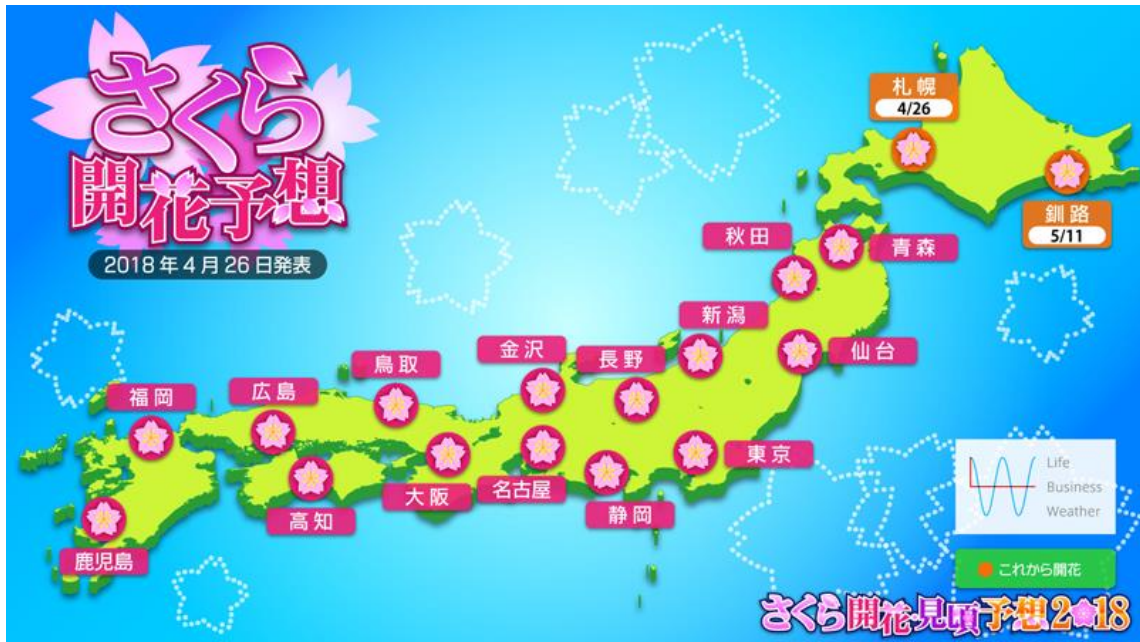 さくら
開花予想
2018年4月26日発表
札幌
4/26
釧路
5/11
秋田
青森
新潟
仙台
金沢
長野
鳥取
広島
福岡
東京
大阪
名古屋
静岡
高知
鹿児島
Life
Business
Weather
これから開花
さくら開花・見頃予想2018